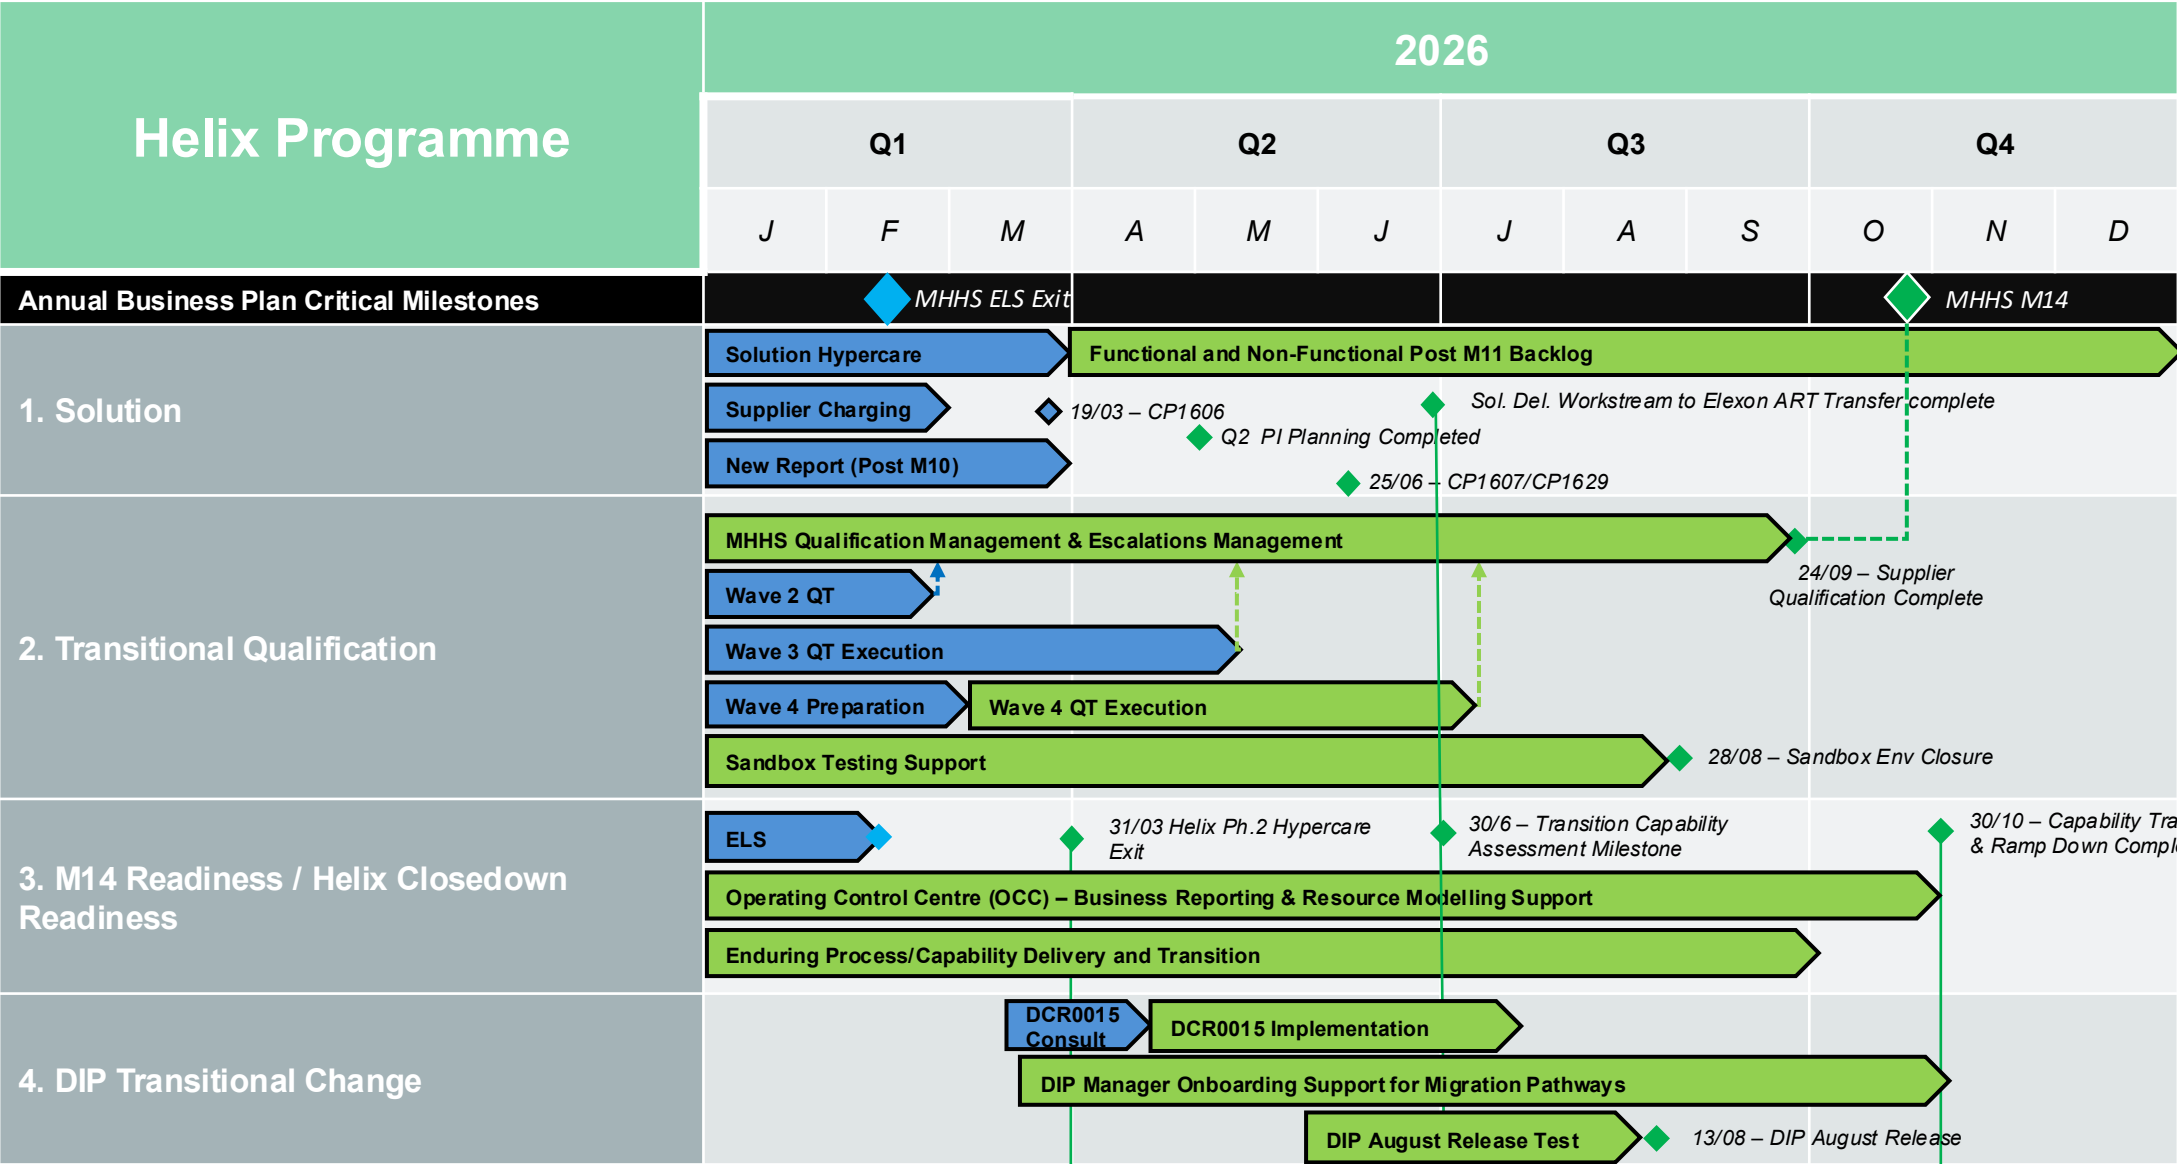 Helix Programme
2026
Q1
Q2
Q3
Q4
J
F
M
A
M
J
J
A
S
O
N
D
Annual Business Plan Critical Milestones
MHHS ELS Exit
MHHS M14
1. Solution
Solution Hypercare
Functional and Non-Functional Post M11 Backlog
Supplier Charging
19/03 – CP1606
Sol. Del. Workstream to Elexon ART Transfer complete
Q2 PI Planning Completed
New Report (Post M10)
25/06 – CP1607/CP1629
2. Transitional Qualification
MHHS Qualification Management & Escalations Management
24/09 – Supplier
Qualification Complete
Wave 2 QT
Wave 3 QT Execution
Wave 4 Preparation
Wave 4 QT Execution
Sandbox Testing Support
28/08 – Sandbox Env Closure
3. M14 Readiness / Helix Closedown
Readiness
ELS
31/03 Helix Ph.2 Hypercare
Exit
30/6 – Transition Capability
Assessment Milestone
30/10 – Capability Tra
& Ramp Down Comple
Operating Control Centre (OCC) – Business Reporting & Resource Modelling Support
Enduring Process/Capability Delivery and Transition
4. DIP Transitional Change
DCR0015
Consult
DCR0015 Implementation
DIP Manager Onboarding Support for Migration Pathways
DIP August Release Test
13/08 – DIP August Release